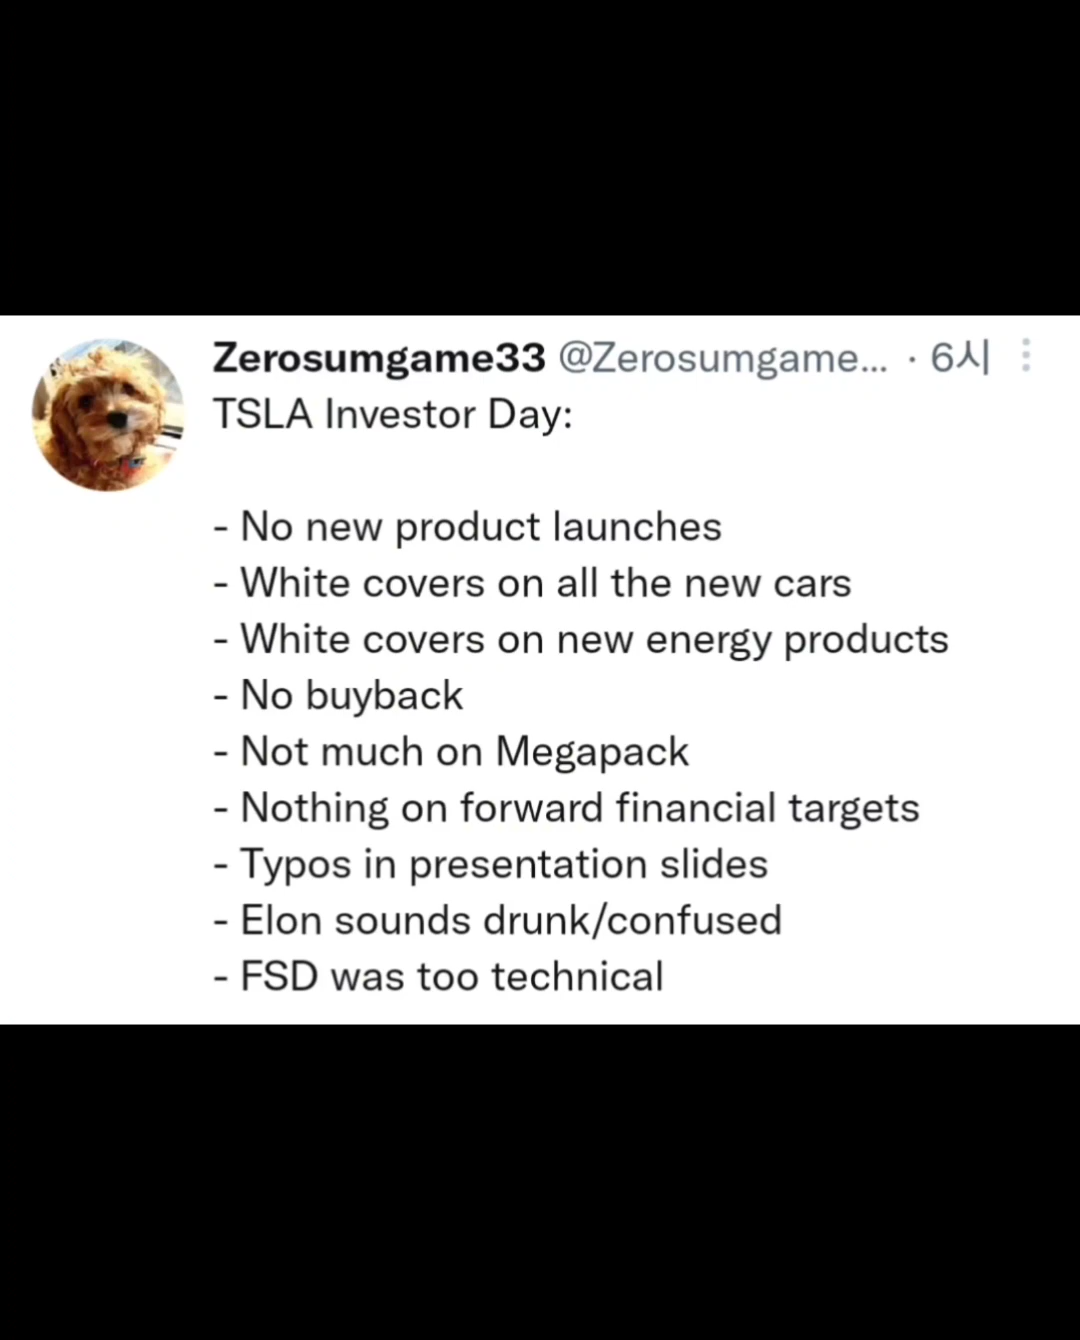 Zerosumgame33 @Zerosumgame... · 6시
TSLA Investor Day:
- No new product launches
- White covers on all the new cars
- White covers on new energy products
- No buyback
- Not much on Megapack
- Nothing on forward financial targets
- Typos in presentation slides
- Elon sounds drunk/confused
- FSD was too technical